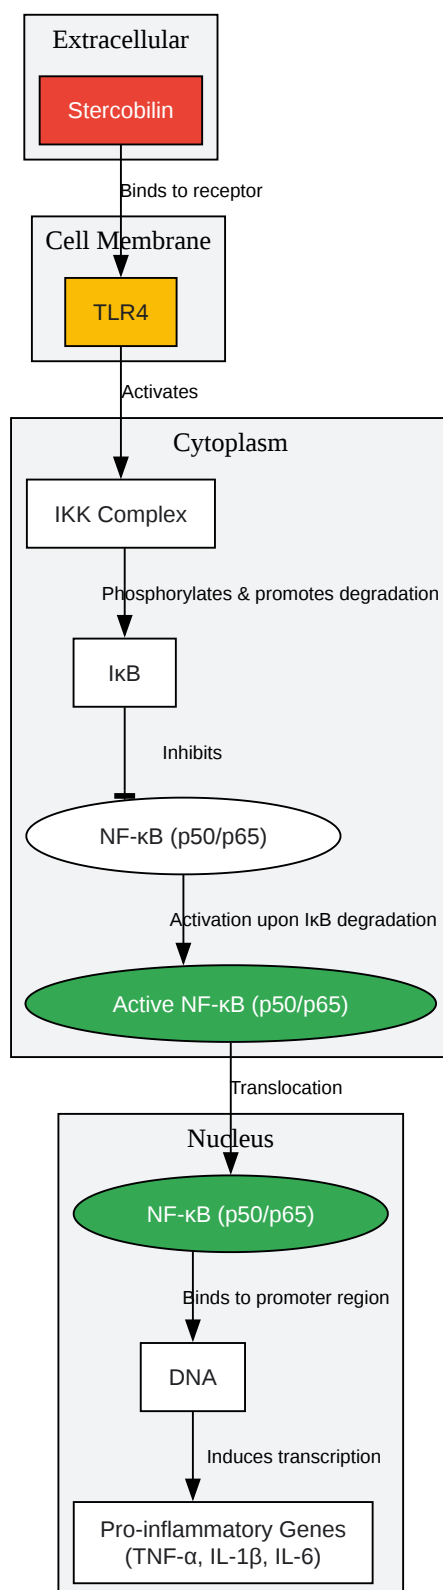 Extracellular
Stercobilin
Binds to receptor
Cell Membrane
TLR4
Activates
Cytoplasm
IKK Complex
Phosphorylates & promotes degradation
IκB
Inhibits
NF-κB (p50/p65)
Activation upon IκB degradation
Active NF-κB (p50/p65)
Translocation
Nucleus
NF-κB (p50/p65)
Binds to promoter region
DNA
Induces transcription
Pro-inflammatory Genes
(TNF-α, IL-1β, IL-6)